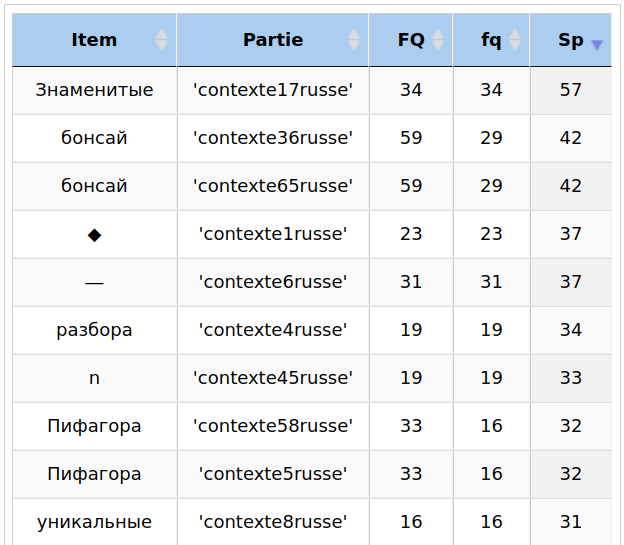 Item Partie FQ fq Sp
Знаменитые 'contexte17russe' 34 34 57
бонсай 'contexte36russe' 59 29 42
бонсай 'contexte65russe' 59 29 42
◆ 'contexte1russe' 23 23 37
— 'contexte6russe' 31 31 37
разбора 'contexte4russe' 19 19 34
n 'contexte45russe' 19 19 33
Пифагора 'contexte58russe' 33 16 32
Пифагора 'contexte5russe' 33 16 32
уникальные 'contexte8russe' 16 16 31